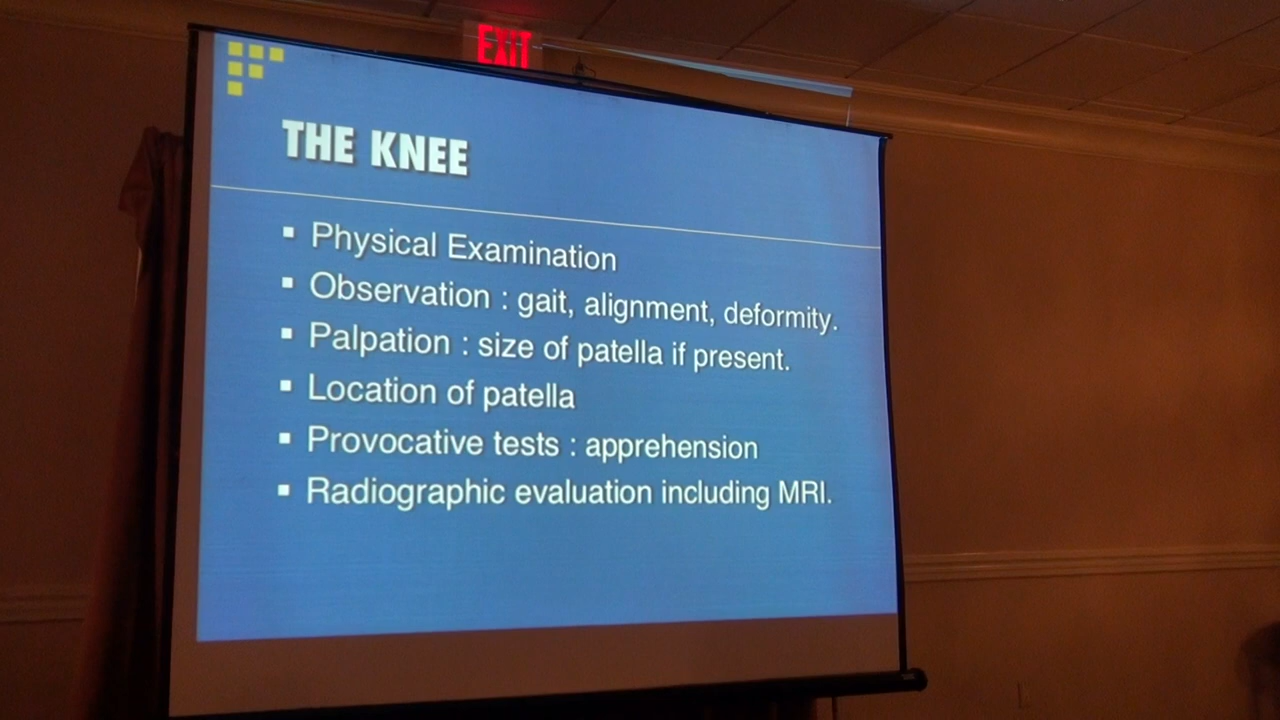 EXIT
THE KNEE
▪ Physical Examination
▪ Observation : gait, alignment, deformity.
▪ Palpation : size of patella if present.
▪ Location of patella
▪ Provocative tests : apprehension
▪ Radiographic evaluation including MRI.